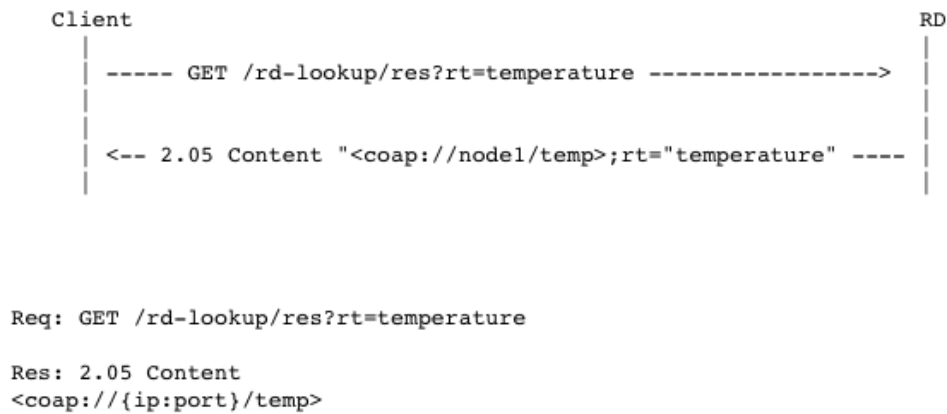 Client RD
----- GET /rd-lookup/res?rt=temperature ----------------->
<-- 2.05 Content "<coap://node1/temp>;rt="temperature" ----
Req: GET /rd-lookup/res?rt=temperature
Res: 2.05 Content
<coap://{ip:port}/temp>